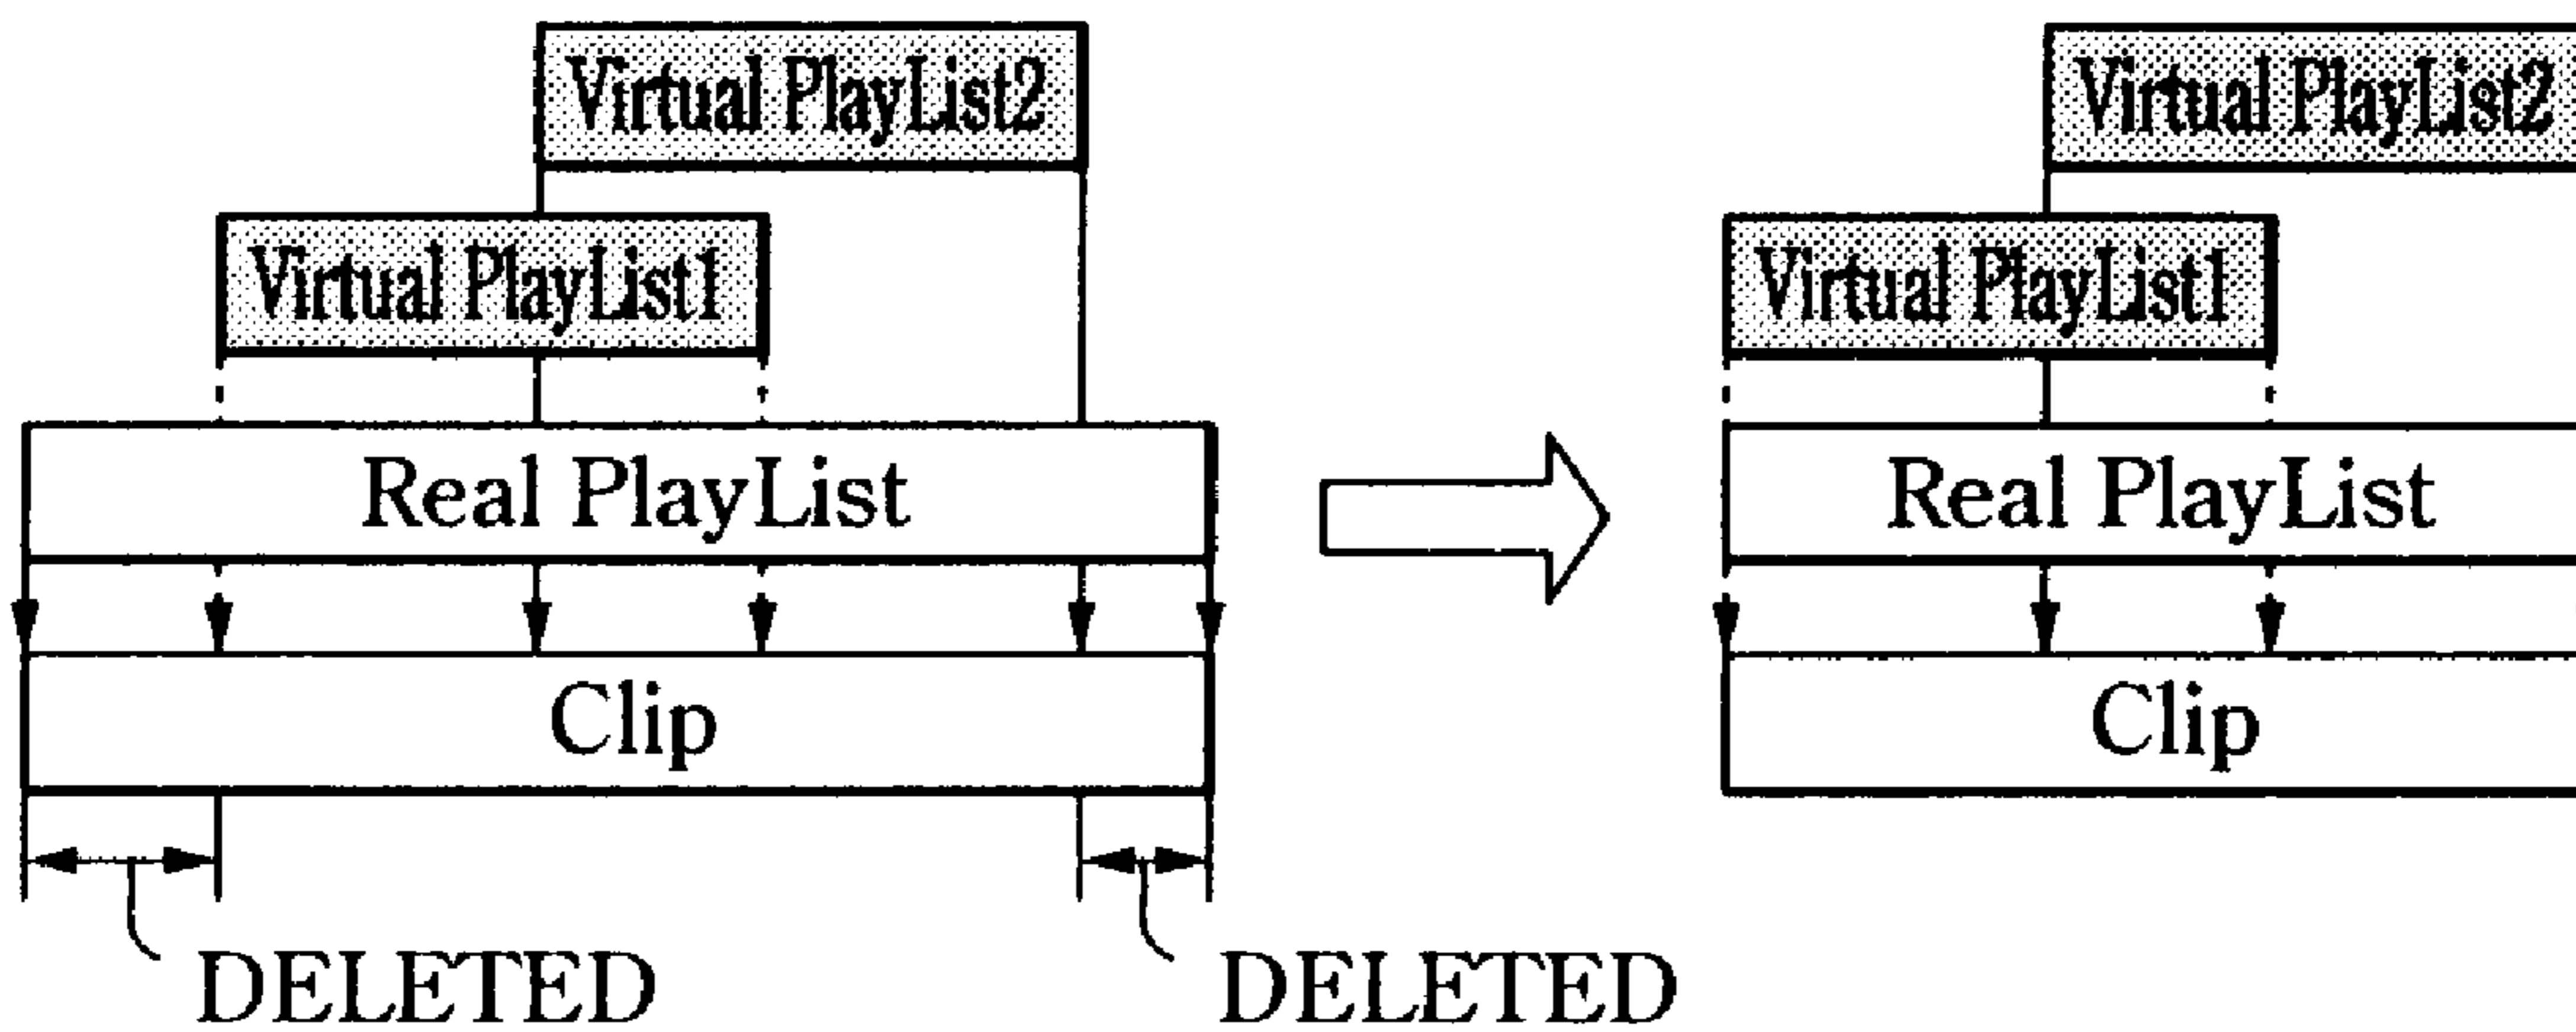 Virtual PlayList2
Virtual PlayList1
Real PlayList
Clip
DELETED
DELETED
Virtual PlayList2
Virtual PlayList1
Real PlayList
Clip